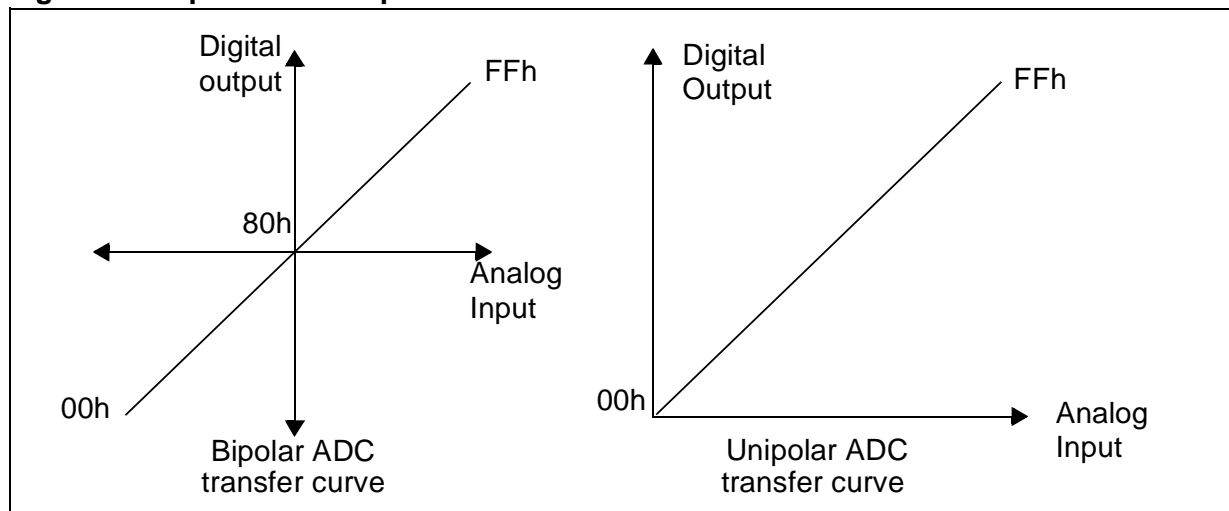 Digital
output
FFh
80h
Analog
Input
00h
Bipolar ADC
transfer curve
Digital
Output
FFh
00h
Analog
Input
Unipolar ADC
transfer curve